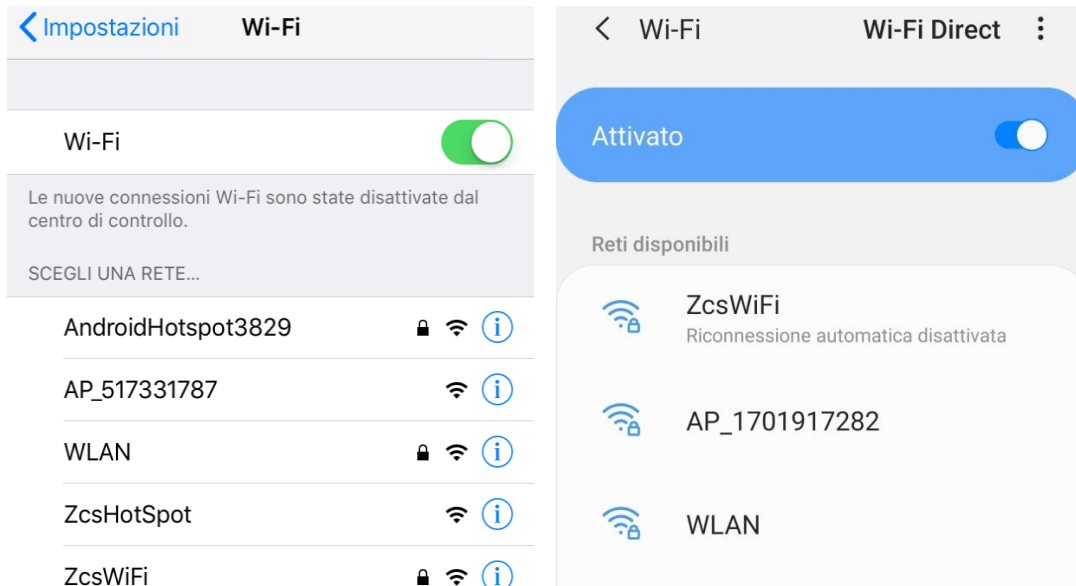 Impostazioni
Wi-Fi
Wi-Fi
Le nuove connessioni Wi-Fi sono state disattivate dal
centro di controllo.
SCEGLI UNA RETE...
AndroidHotspot3829
AP_517331787
WLAN
ZcsHotSpot
ZcsWiFi
Wi-Fi
Wi-Fi Direct
Attivato
Reti disponibili
ZcsWiFi
Riconnessione automatica disattivata
AP_1701917282
WLAN